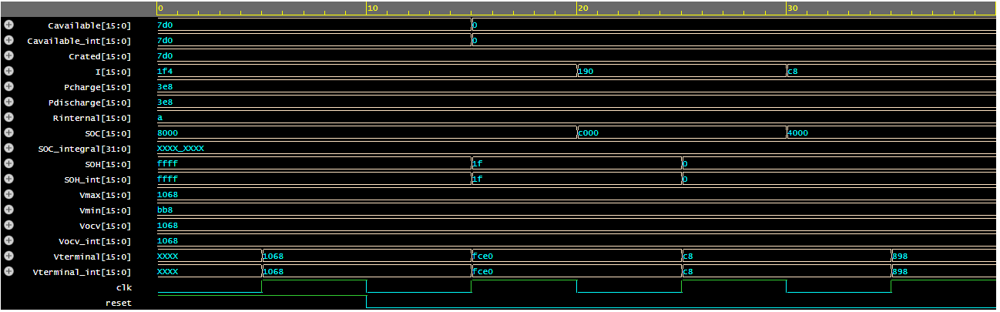 0 10 20 30
Cavailable[15:0] 7d0 0
Cavailable_int[15:0] 7d0 0
Crated[15:0] 7d0
I[15:0] 1f4 190 c8
Pcharge[15:0] 3e8
Pdischarge[15:0] 3e8
Rinternal[15:0] a
SOC[15:0] 8000 c000 4000
SOC_integral[31:0] XXXX_XXXX
SOH[15:0] ffff 1f 0
SOH_int[15:0] ffff 1f 0
Vmax[15:0] 1068
Vmin[15:0] bb8
Vocv[15:0] 1068
Vocv_int[15:0] 1068
Vterminal[15:0] XXXX 1068 fce0 c8 898
Vterminal_int[15:0] XXXX 1068 fce0 c8 898
clk
reset